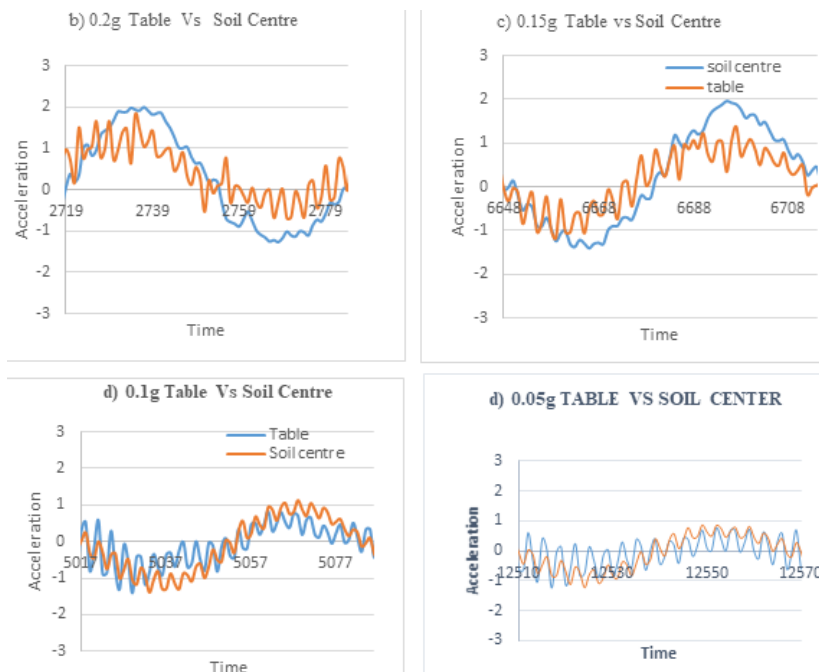 b) 0.2g Table Vs Soil Centre
3
2
1
0
-1
-2
-3
2719 2739 2759 2779
Acceleration
Time
c) 0.15g Table vs Soil Centre
soil centre
table
3
2
1
0
-1
-2
-3
6648 6668 6688 6708
Acceleration
Time
d) 0.1g Table Vs Soil Centre
Table
Soil centre
3
2
1
0
-1
-2
-3
5017 5037 5057 5077
Acceleration
Time
d) 0.05g TABLE VS SOIL CENTER
3
2
1
0
-1
-2
-3
12510 12530 12550 12570
Acceleration
Time